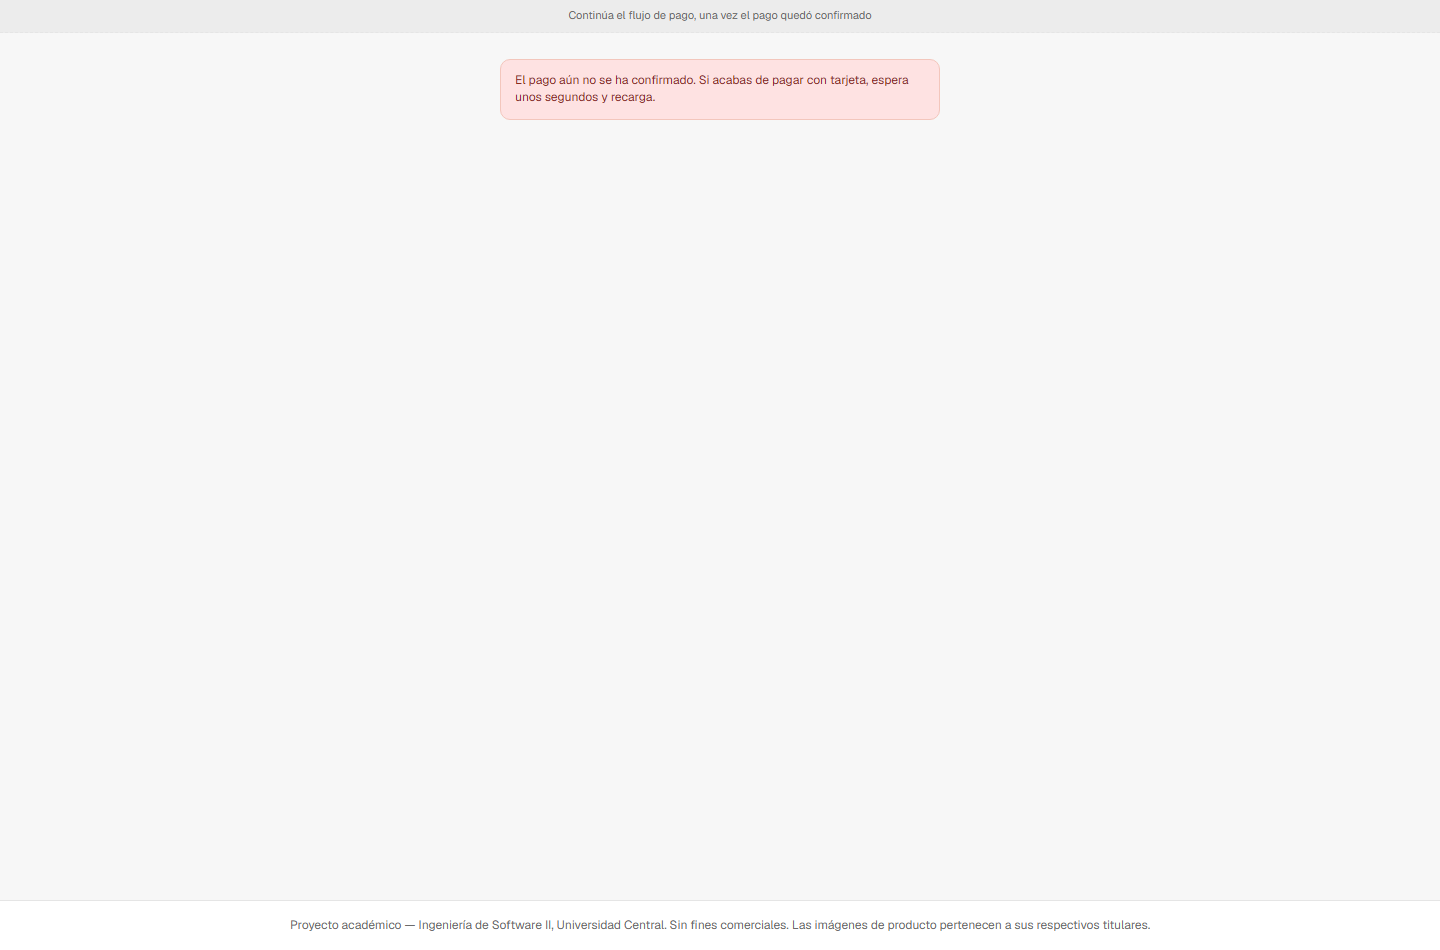 Continúa el flujo de pago, una vez el pago quedó confirmado
El pago aún no se ha confirmado. Si acabas de pagar con tarjeta, espera
unos segundos y recarga.
Proyecto académico — Ingeniería de Software II, Universidad Central. Sin fines comerciales. Las imágenes de producto pertenecen a sus respectivos titulares.